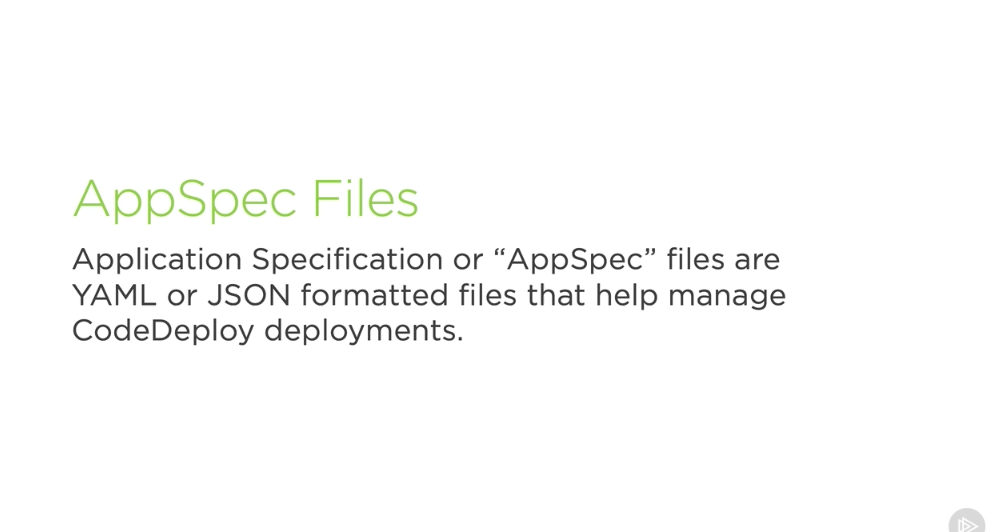 AppSpec Files
Application Specification or “AppSpec” files are
YAML or JSON formatted files that help manage
CodeDeploy deployments.